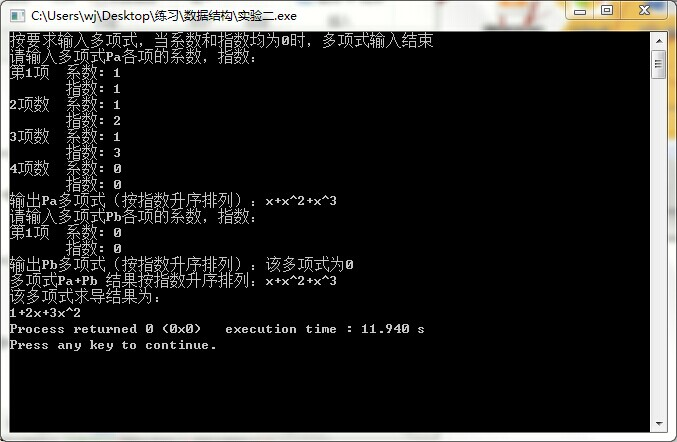 C:\Users\wj\Desktop\练习\数据结构\实验二.exe
按要求输入多项式，当系数和指数均为0时，多项式输入结束
请输入多项式Pa各项的系数，指数：
第1项  系数：1
指数：1
2项数  系数：1
指数：2
3项数  系数：1
指数：3
4项数  系数：0
指数：0
输出Pa多项式（按指数升序排列）：x+x^2+x^3
请输入多项式Pb各项的系数，指数：
第1项  系数：0
指数：0
输出Pb多项式（按指数升序排列）：该多项式为0
多项式Pa+Pb 结果按指数升序排列：x+x^2+x^3
该多项式求导结果为：
1+2x+3x^2
Process returned 0 (0x0)   execution time : 11.940 s
Press any key to continue.